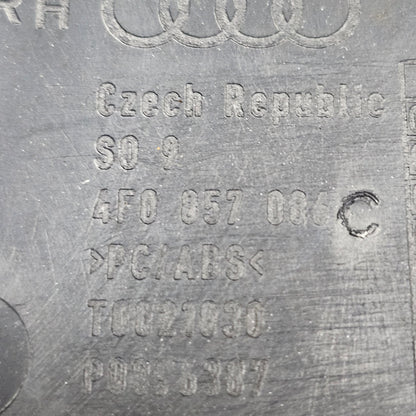 RH
Czech Republic
SO 9
4F0 857 086 C
>PC/ABS<
T0021030